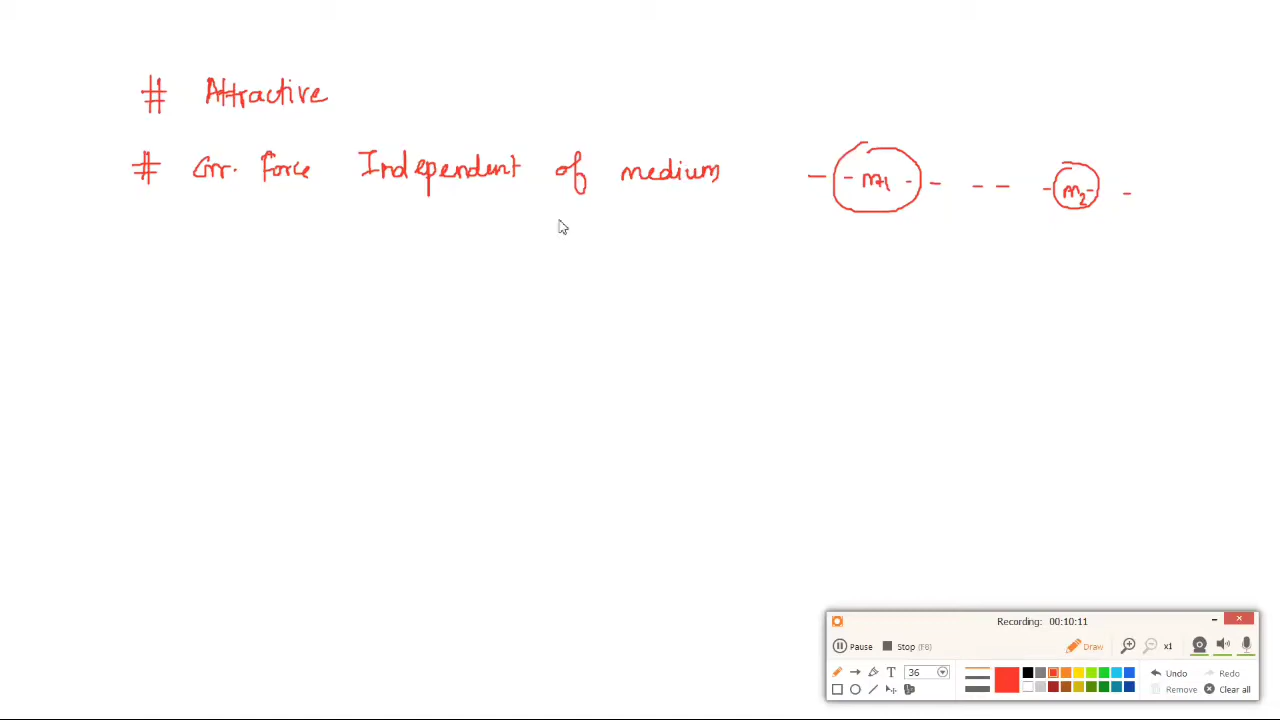 # Attractive
# Gr. force Independent of medium
m1
m2
Recording: 00:10:11
Pause
Stop (F6)
Draw
x1
T
36
Undo
Redo
Remove
Clear all